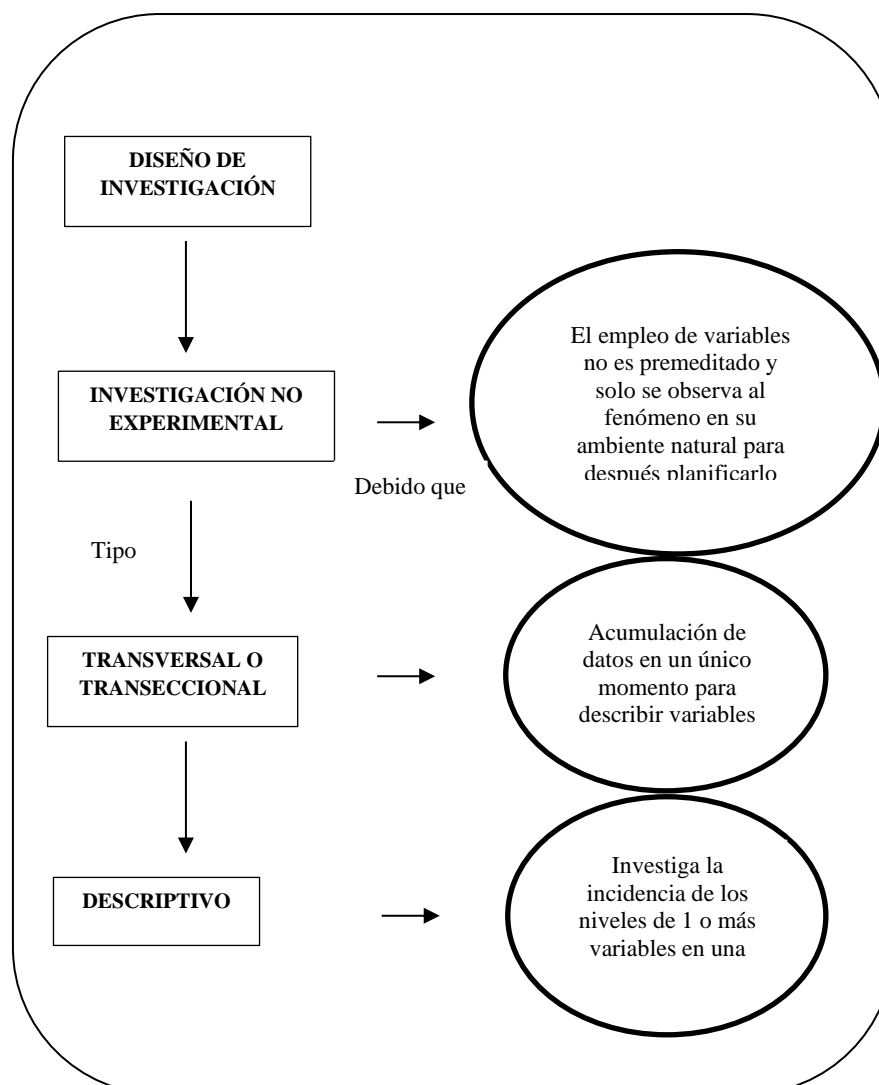 DISEÑO DE
INVESTIGACIÓN
INVESTIGACIÓN NO
EXPERIMENTAL
Debido que
El empleo de variables
no es premeditado y
solo se observa al
fenómeno en su
ambiente natural para
después planificarlo
Tipo
TRANSVERSAL O
TRANSECCIONAL
Acumulación de
datos en un único
momento para
describir variables
DESCRIPTIVO
Investiga la
incidencia de los
niveles de 1 o más
variables en una